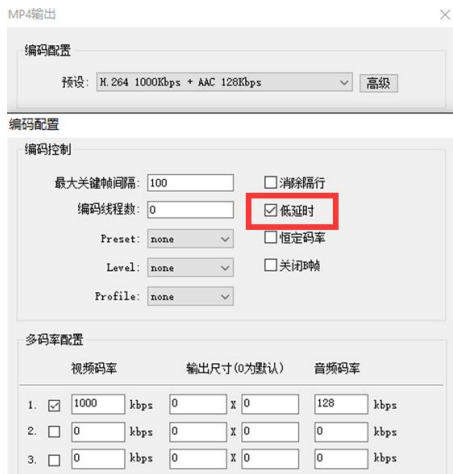 MP4输出
编码配置
预设: H.264 1000Kbps + AAC 128Kbps 高级
编码配置
编码控制
最大关键帧间隔: 100 消除隔行
编码线程数: 0 低延时
Preset: none 恒定码率
Level: none 关闭B帧
Profile: none
多码率配置
视频码率 输出尺寸(0为默认) 音频码率
1. 1000 kbps 0 X 0 128 kbps
2. 0 kbps 0 X 0 0 kbps
3. 0 kbps 0 X 0 0 kbps